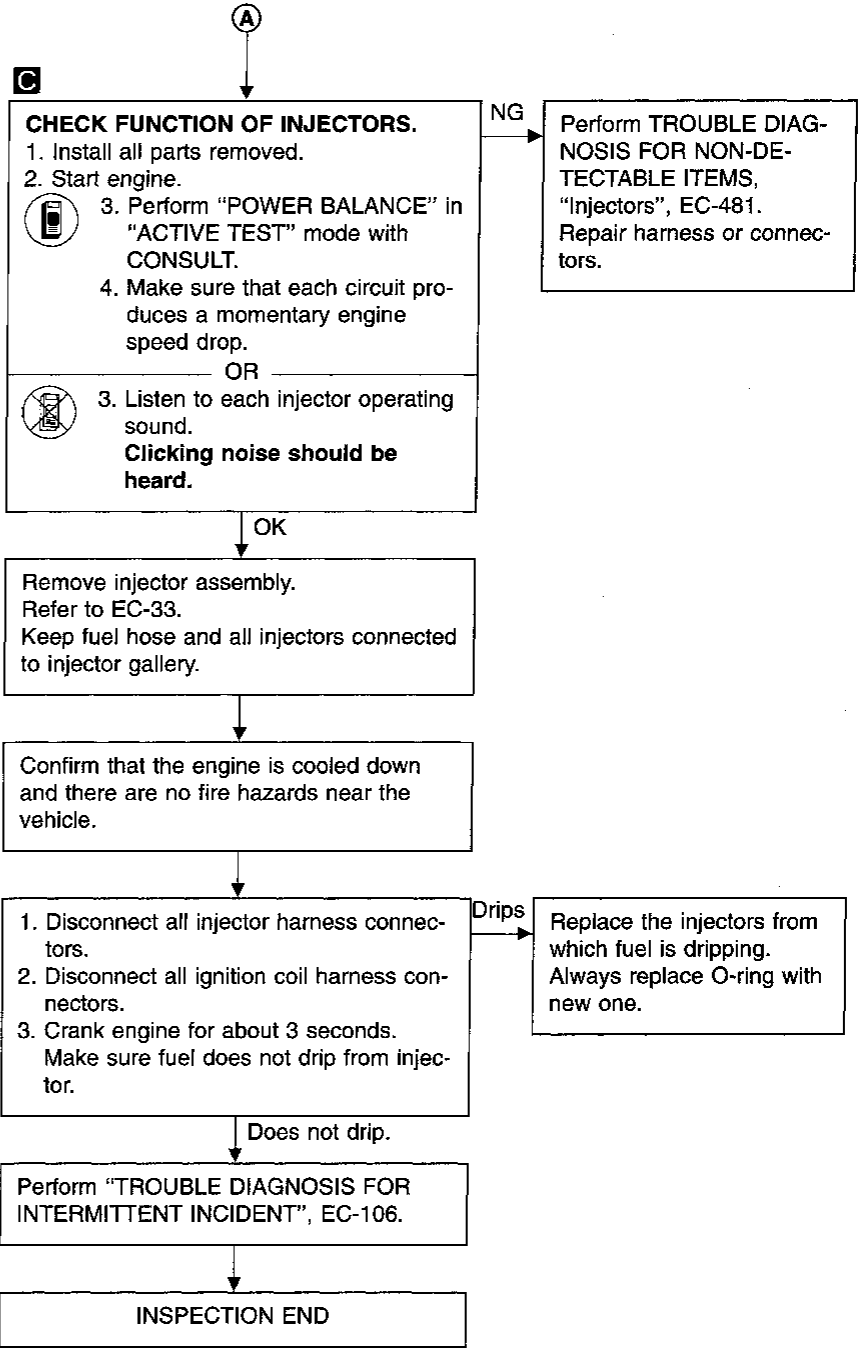 A
C
CHECK FUNCTION OF INJECTORS.
1. Install all parts removed.
2. Start engine.
3. Perform “POWER BALANCE” in
“ACTIVE TEST” mode with
CONSULT.
4. Make sure that each circuit pro-
duces a momentary engine
speed drop.
OR
3. Listen to each injector operating
sound.
Clicking noise should be
heard.
NG
Perform TROUBLE DIAG-
NOSIS FOR NON-DE-
TECTABLE ITEMS,
“Injectors”, EC-481.
Repair harness or connec-
tors.
OK
Remove injector assembly.
Refer to EC-33.
Keep fuel hose and all injectors connected
to injector gallery.
Confirm that the engine is cooled down
and there are no fire hazards near the
vehicle.
1. Disconnect all injector harness connec-
tors.
2. Disconnect all ignition coil harness con-
nectors.
3. Crank engine for about 3 seconds.
Make sure fuel does not drip from injec-
tor.
Drips
Replace the injectors from
which fuel is dripping.
Always replace O-ring with
new one.
Does not drip.
Perform “TROUBLE DIAGNOSIS FOR
INTERMITTENT INCIDENT”, EC-106.
INSPECTION END